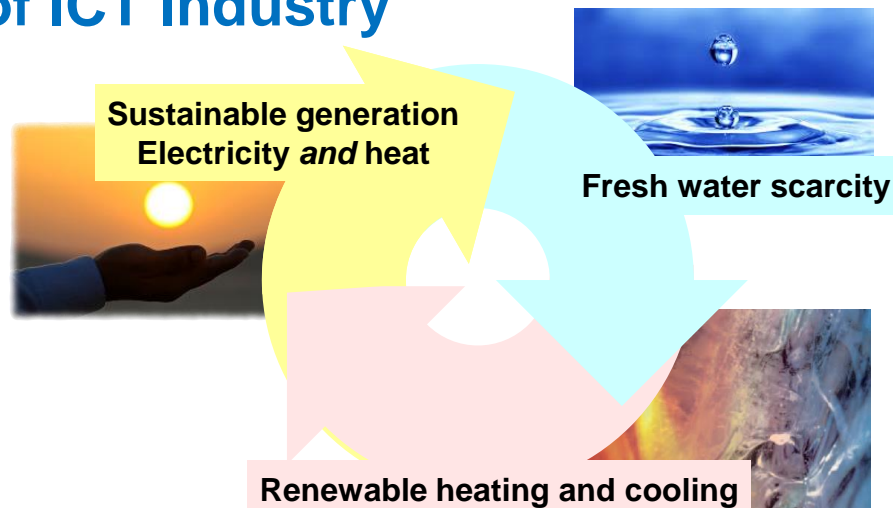 of ICT Industry
Sustainable generation
Electricity and heat
Fresh water scarcity
Renewable heating and cooling